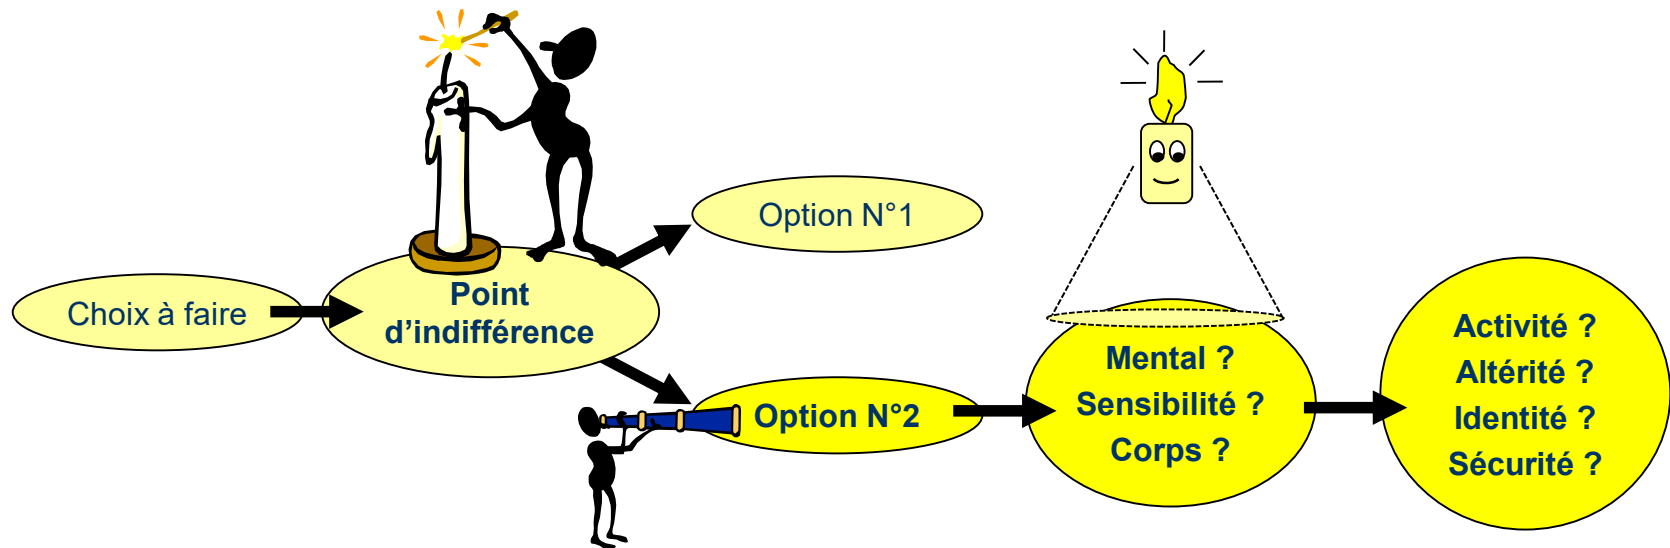 Choix à faire
Point
d’indifférence
Option N°1
Option N°2
Mental ?
Sensibilité ?
Corps ?
Activité ?
Altérité ?
Identité ?
Sécurité ?